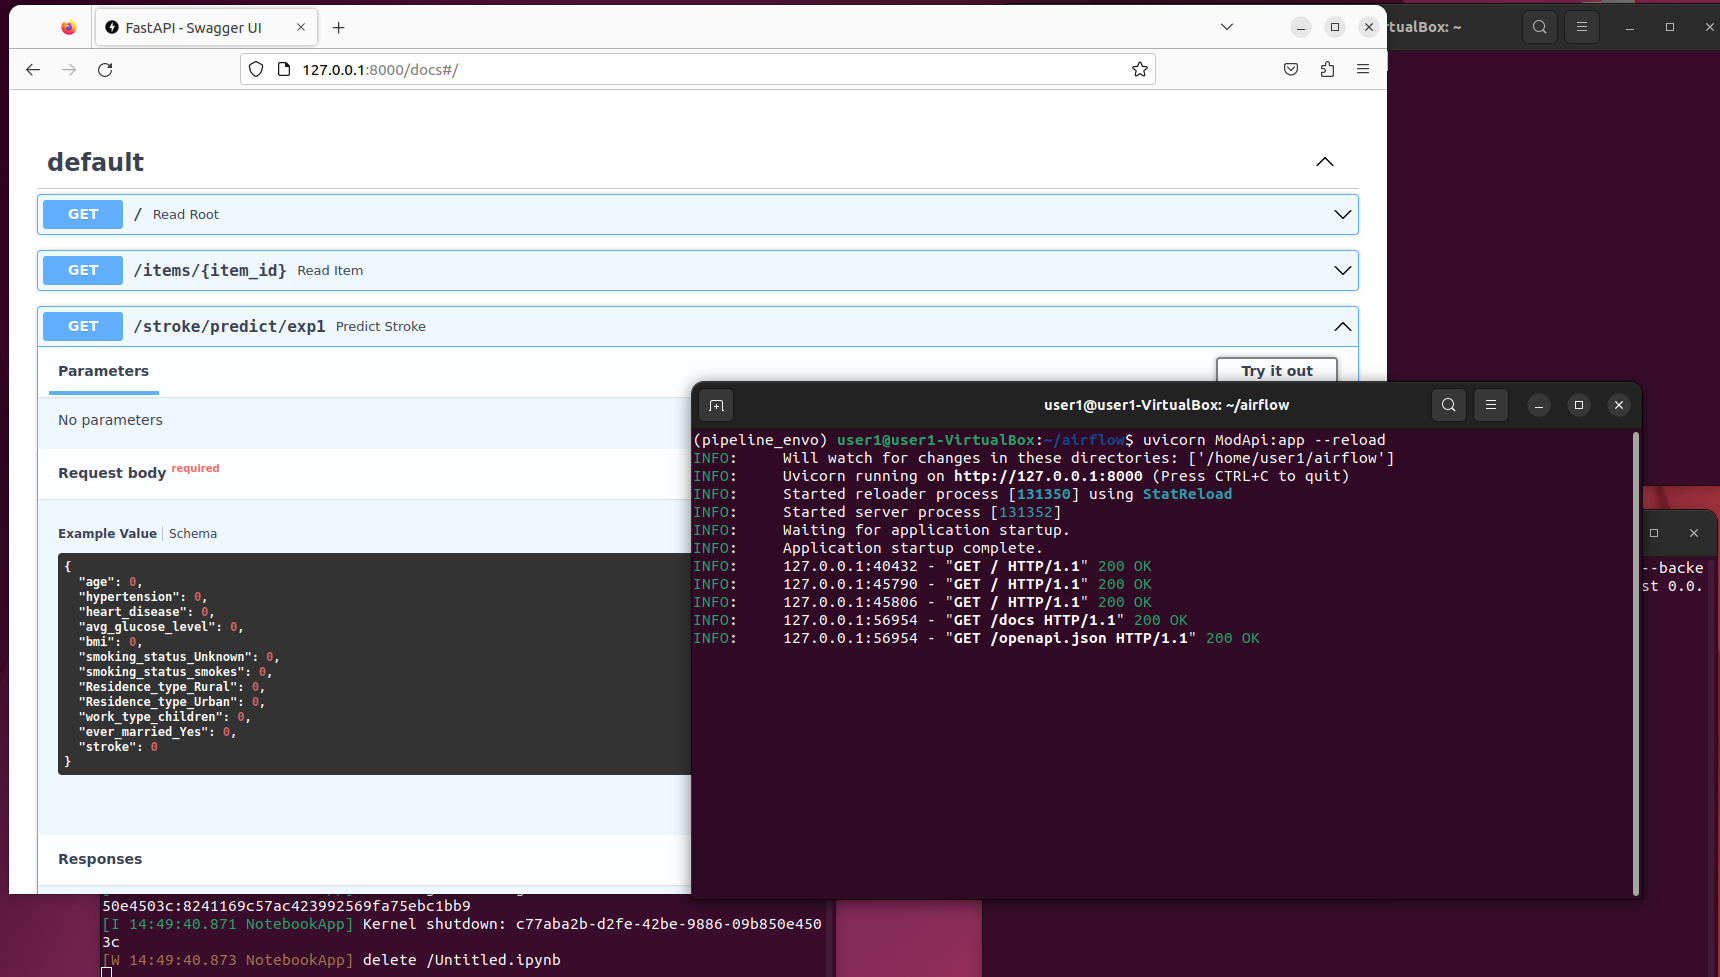 FastAPI - Swagger UI
127.0.0.1:8000/docs#/
rtualBox: ~
default
GET / Read Root
GET /items/{item_id} Read Item
GET /stroke/predict/exp1 Predict Stroke
Parameters
Try it out
No parameters
Request body required
Example Value Schema
{
"age": 0,
"hypertension": 0,
"heart_disease": 0,
"avg_glucose_level": 0,
"bmi": 0,
"smoking_status_Unknown": 0,
"smoking_status_smokes": 0,
"Residence_type_Rural": 0,
"Residence_type_Urban": 0,
"work_type_children": 0,
"ever_married_Yes": 0,
"stroke": 0
}
Responses
user1@user1-VirtualBox: ~/airflow
(pipeline_envo) user1@user1-VirtualBox:~/airflow$ uvicorn ModApi:app --reload
INFO: Will watch for changes in these directories: ['/home/user1/airflow']
INFO: Uvicorn running on http://127.0.0.1:8000 (Press CTRL+C to quit)
INFO: Started reloader process [131350] using StatReload
INFO: Started server process [131352]
INFO: Waiting for application startup.
INFO: Application startup complete.
INFO: 127.0.0.1:40432 - "GET / HTTP/1.1" 200 OK
INFO: 127.0.0.1:45790 - "GET / HTTP/1.1" 200 OK
INFO: 127.0.0.1:45806 - "GET / HTTP/1.1" 200 OK
INFO: 127.0.0.1:56954 - "GET /docs HTTP/1.1" 200 OK
INFO: 127.0.0.1:56954 - "GET /openapi.json HTTP/1.1" 200 OK
--backe
st 0.0.
50e4503c:8241169c57ac423992569fa75ebc1bb9
[I 14:49:40.871 NotebookApp] Kernel shutdown: c77aba2b-d2fe-42be-9886-09b850e450
3c
[W 14:49:40.873 NotebookApp] delete /Untitled.ipynb